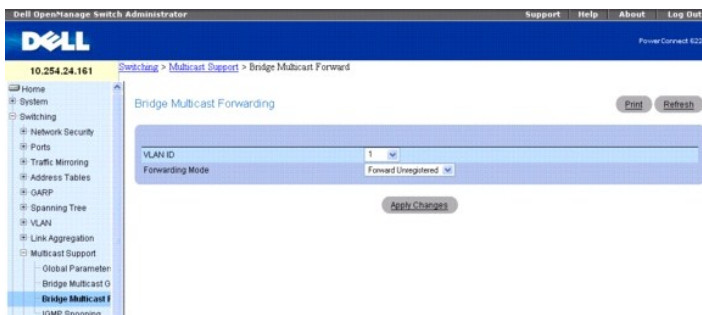 Dell OpenManage Switch Administrator
Support Help About Log Out
DELL
PowerConnect 622
10.254.24.161
Switching > Multicast Support > Bridge Multicast Forward
Home
System
Switching
Network Security
Ports
Traffic Mirroring
Address Tables
GARP
Spanning Tree
VLAN
Link Aggregation
Multicast Support
Global Parameter
Bridge Multicast G
Bridge Multicast F
IGMP Snooping
Bridge Multicast Forwarding
Print Refresh
VLAN ID 1
Forwarding Mode Forward Unregistered
Apply Changes